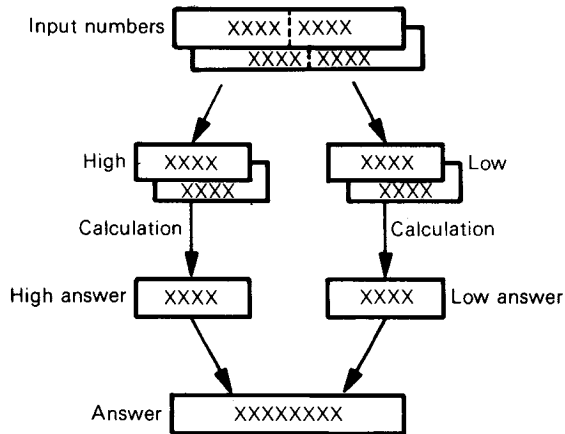 Input numbers XXXX XXXX
XXXX XXXX
High XXXX XXXX Low
XXXX XXXX
Calculation Calculation
High answer XXXX XXXX Low answer
Answer XXXXXXXX